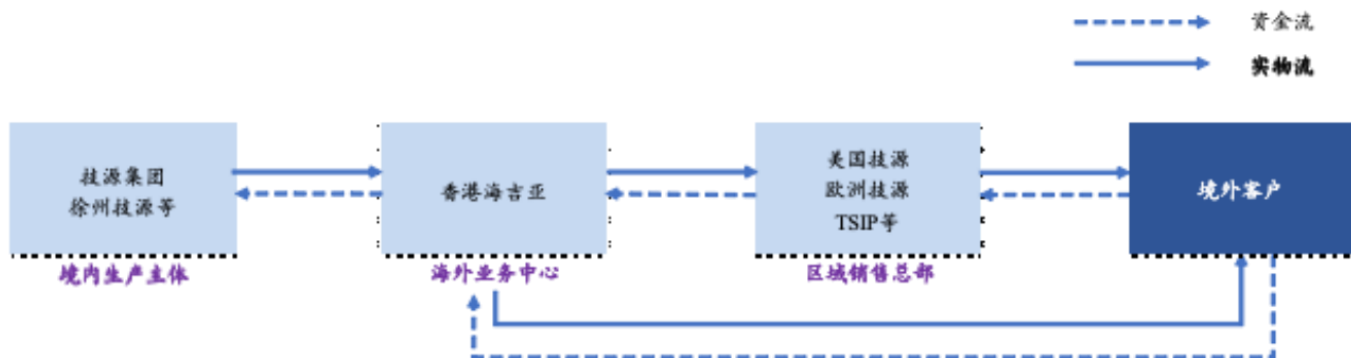 资金流
实物流
技源集团
徐州技源等
香港海吉亚
美国技源
欧洲技源
TSIP等
境外客户
境内生产主体
海外业务中心
区域销售总部